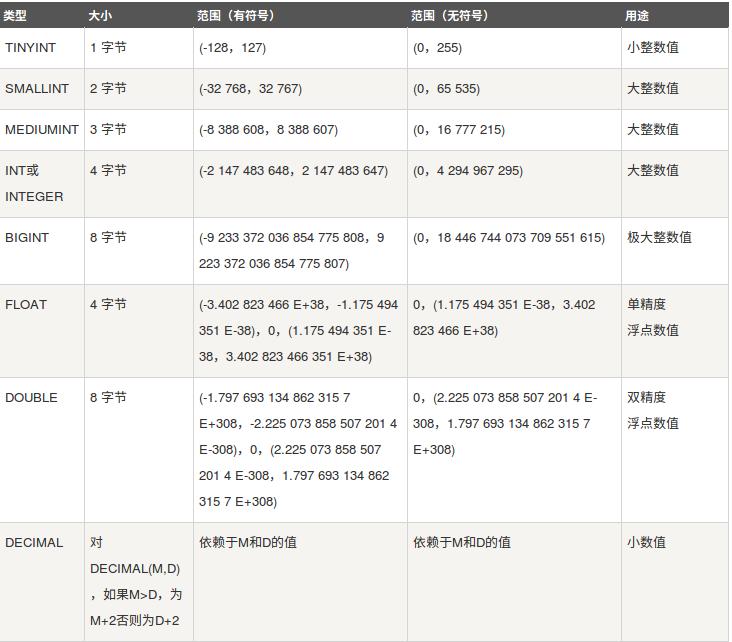 类型 大小 范围（有符号） 范围（无符号） 用途
TINYINT 1 字节 (-128，127) (0，255) 小整数值
SMALLINT 2 字节 (-32 768，32 767) (0，65 535) 大整数值
MEDIUMINT 3 字节 (-8 388 608，8 388 607) (0，16 777 215) 大整数值
INT或 4 字节 (-2 147 483 648，2 147 483 647) (0，4 294 967 295) 大整数值
INTEGER
BIGINT 8 字节 (-9 233 372 036 854 775 808，9 (0，18 446 744 073 709 551 615) 极大整数值
223 372 036 854 775 807)
FLOAT 4 字节 (-3.402 823 466 E+38，-1.175 494 0，(1.175 494 351 E-38，3.402 单精度
351 E-38)，0，(1.175 494 351 E- 823 466 E+38) 浮点数值
38，3.402 823 466 351 E+38)
DOUBLE 8 字节 (-1.797 693 134 862 315 7 0，(2.225 073 858 507 201 4 E- 双精度
E+308，-2.225 073 858 507 201 4 308，1.797 693 134 862 315 7 浮点数值
E-308)，0，(2.225 073 858 507 E+308)
201 4 E-308，1.797 693 134 862
315 7 E+308)
DECIMAL 对 依赖于M和D的值 依赖于M和D的值 小数值
DECIMAL(M,D)
，如果M>D，为
M+2否则为D+2